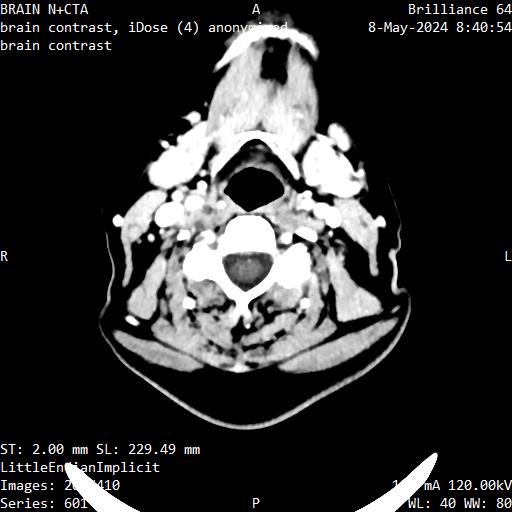 BRAIN N+CTA
A
Brilliance 64
brain contrast, iDose (4)
8-May-2024 8:40:54
brain contrast
R
L
ST: 2.00 mm SL: 229.49 mm
LittleEndianImplicit
Images:
mA 120.00kV
Series: 601
P
WL: 40 WW: 80